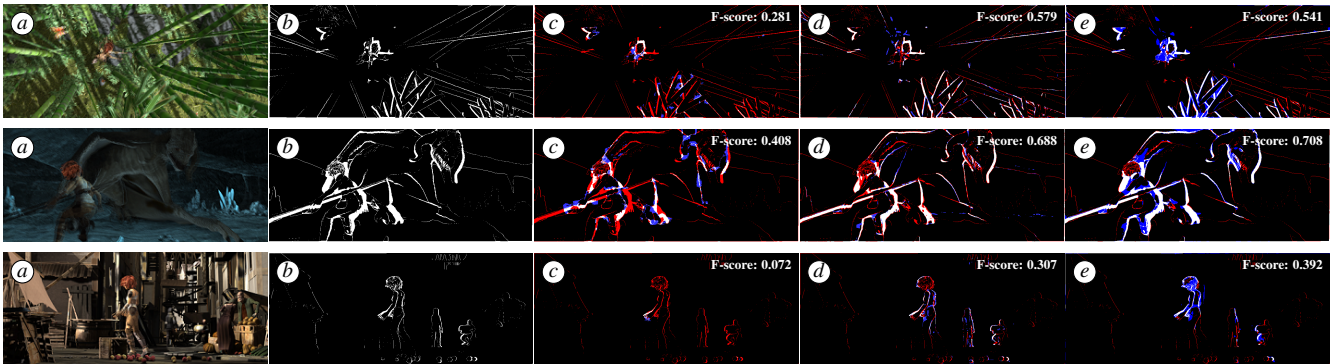 a b c F-score: 0.281 d F-score: 0.579 e F-score: 0.541
a b c F-score: 0.408 d F-score: 0.688 e F-score: 0.708
a b c F-score: 0.072 d F-score: 0.307 e F-score: 0.392